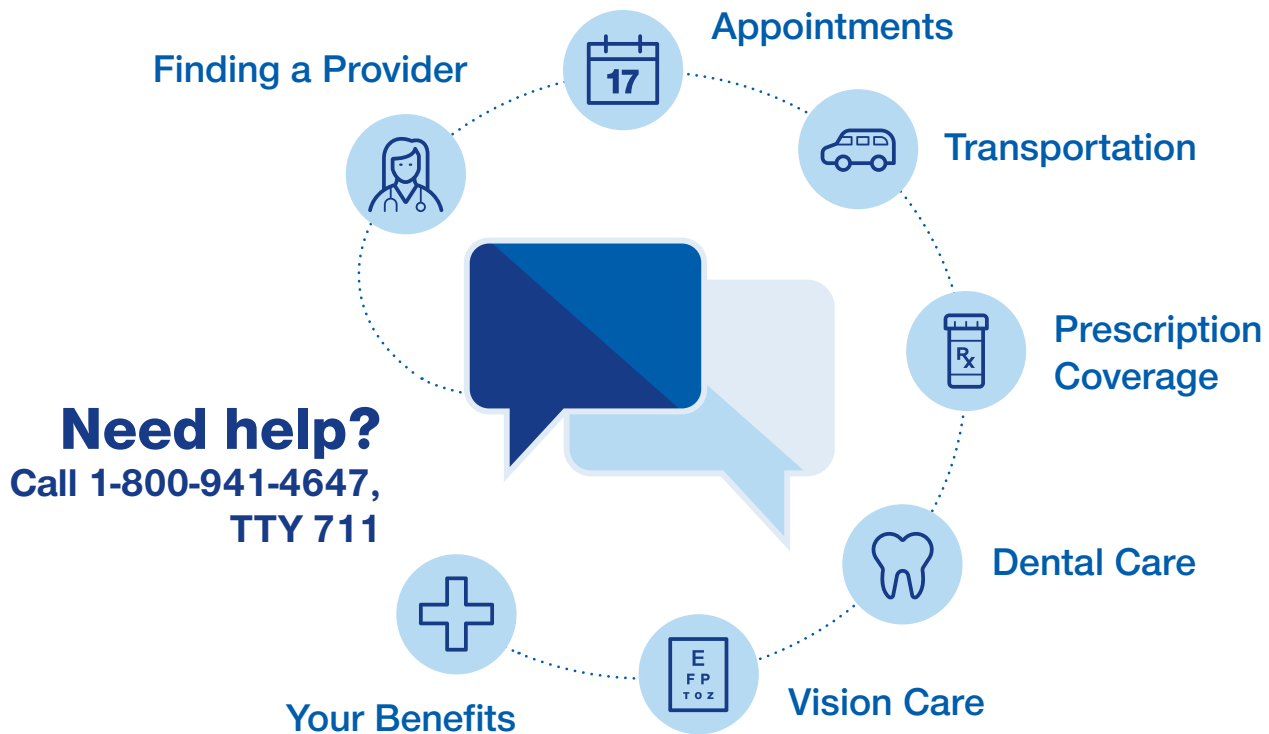 Appointments
Finding a Provider
17
Transportation
Prescription
Coverage
Rx
Need help?
Call 1-800-941-4647,
TTY 711
Dental Care
E
F P
T O Z
Vision Care
Your Benefits